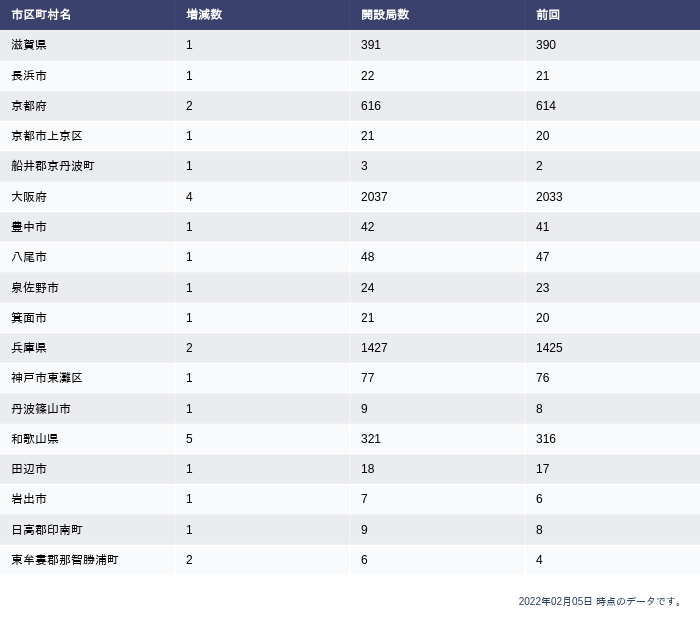 市区町村名 増減数 開設局数 前回
滋賀県 1 391 390
長浜市 1 22 21
京都府 2 616 614
京都市上京区 1 21 20
船井郡京丹波町 1 3 2
大阪府 4 2037 2033
豊中市 1 42 41
八尾市 1 48 47
泉佐野市 1 24 23
箕面市 1 21 20
兵庫県 2 1427 1425
神戸市東灘区 1 77 76
丹波篠山市 1 9 8
和歌山県 5 321 316
田辺市 1 18 17
岩出市 1 7 6
日高郡印南町 1 9 8
東牟婁郡那智勝浦町 2 6 4
2022年02月05日 時点のデータです。